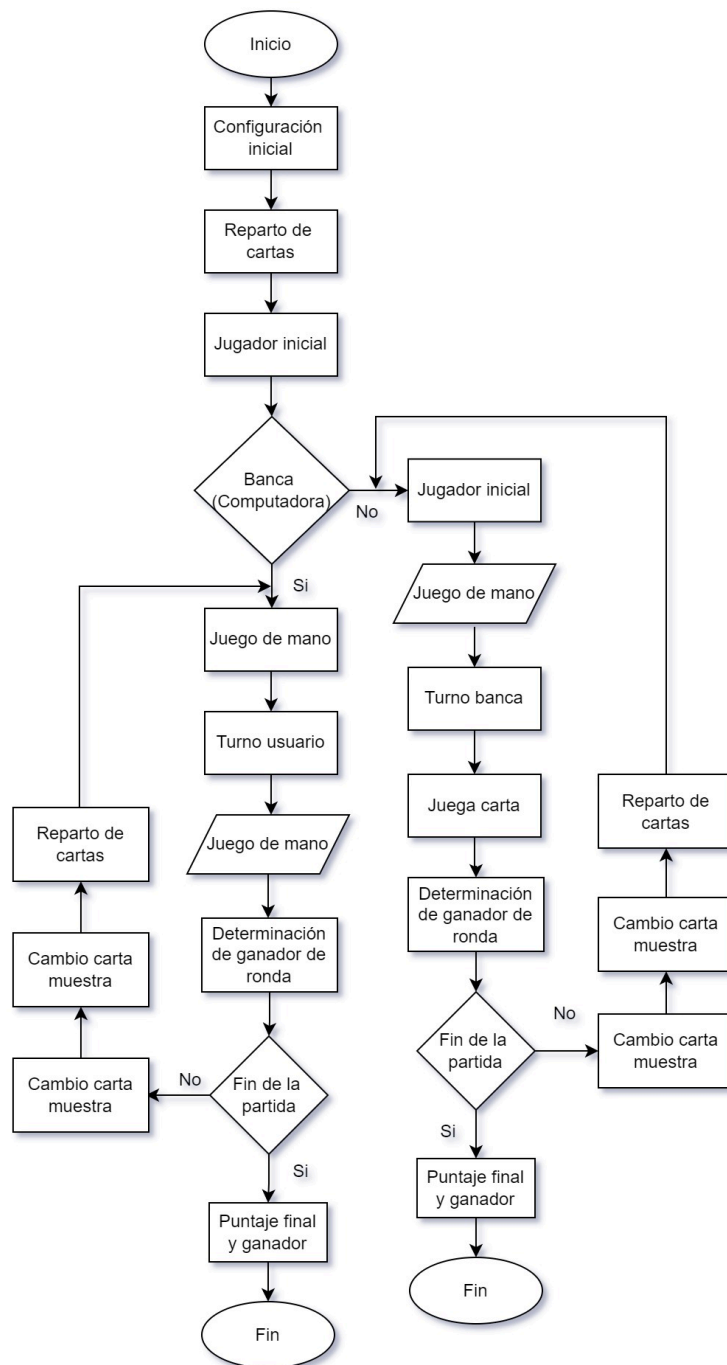 Inicio
Configuración
inicial
Reparto de
cartas
Jugador inicial
Banca
(Computadora)
No
Jugador inicial
Si
Juego de mano
Juego de mano
Turno banca
Turno usuario
Juega carta
Reparto de
cartas
Reparto de
cartas
Juego de mano
Determinación
de ganador de
ronda
Determinación
de ganador de
ronda
Cambio carta
muestra
Cambio carta
muestra
No
Fin de la
partida
Cambio carta
muestra
Cambio carta
muestra
No
Fin de la
partida
Si
Si
Puntaje final
y ganador
Puntaje final
y ganador
Fin
Fin